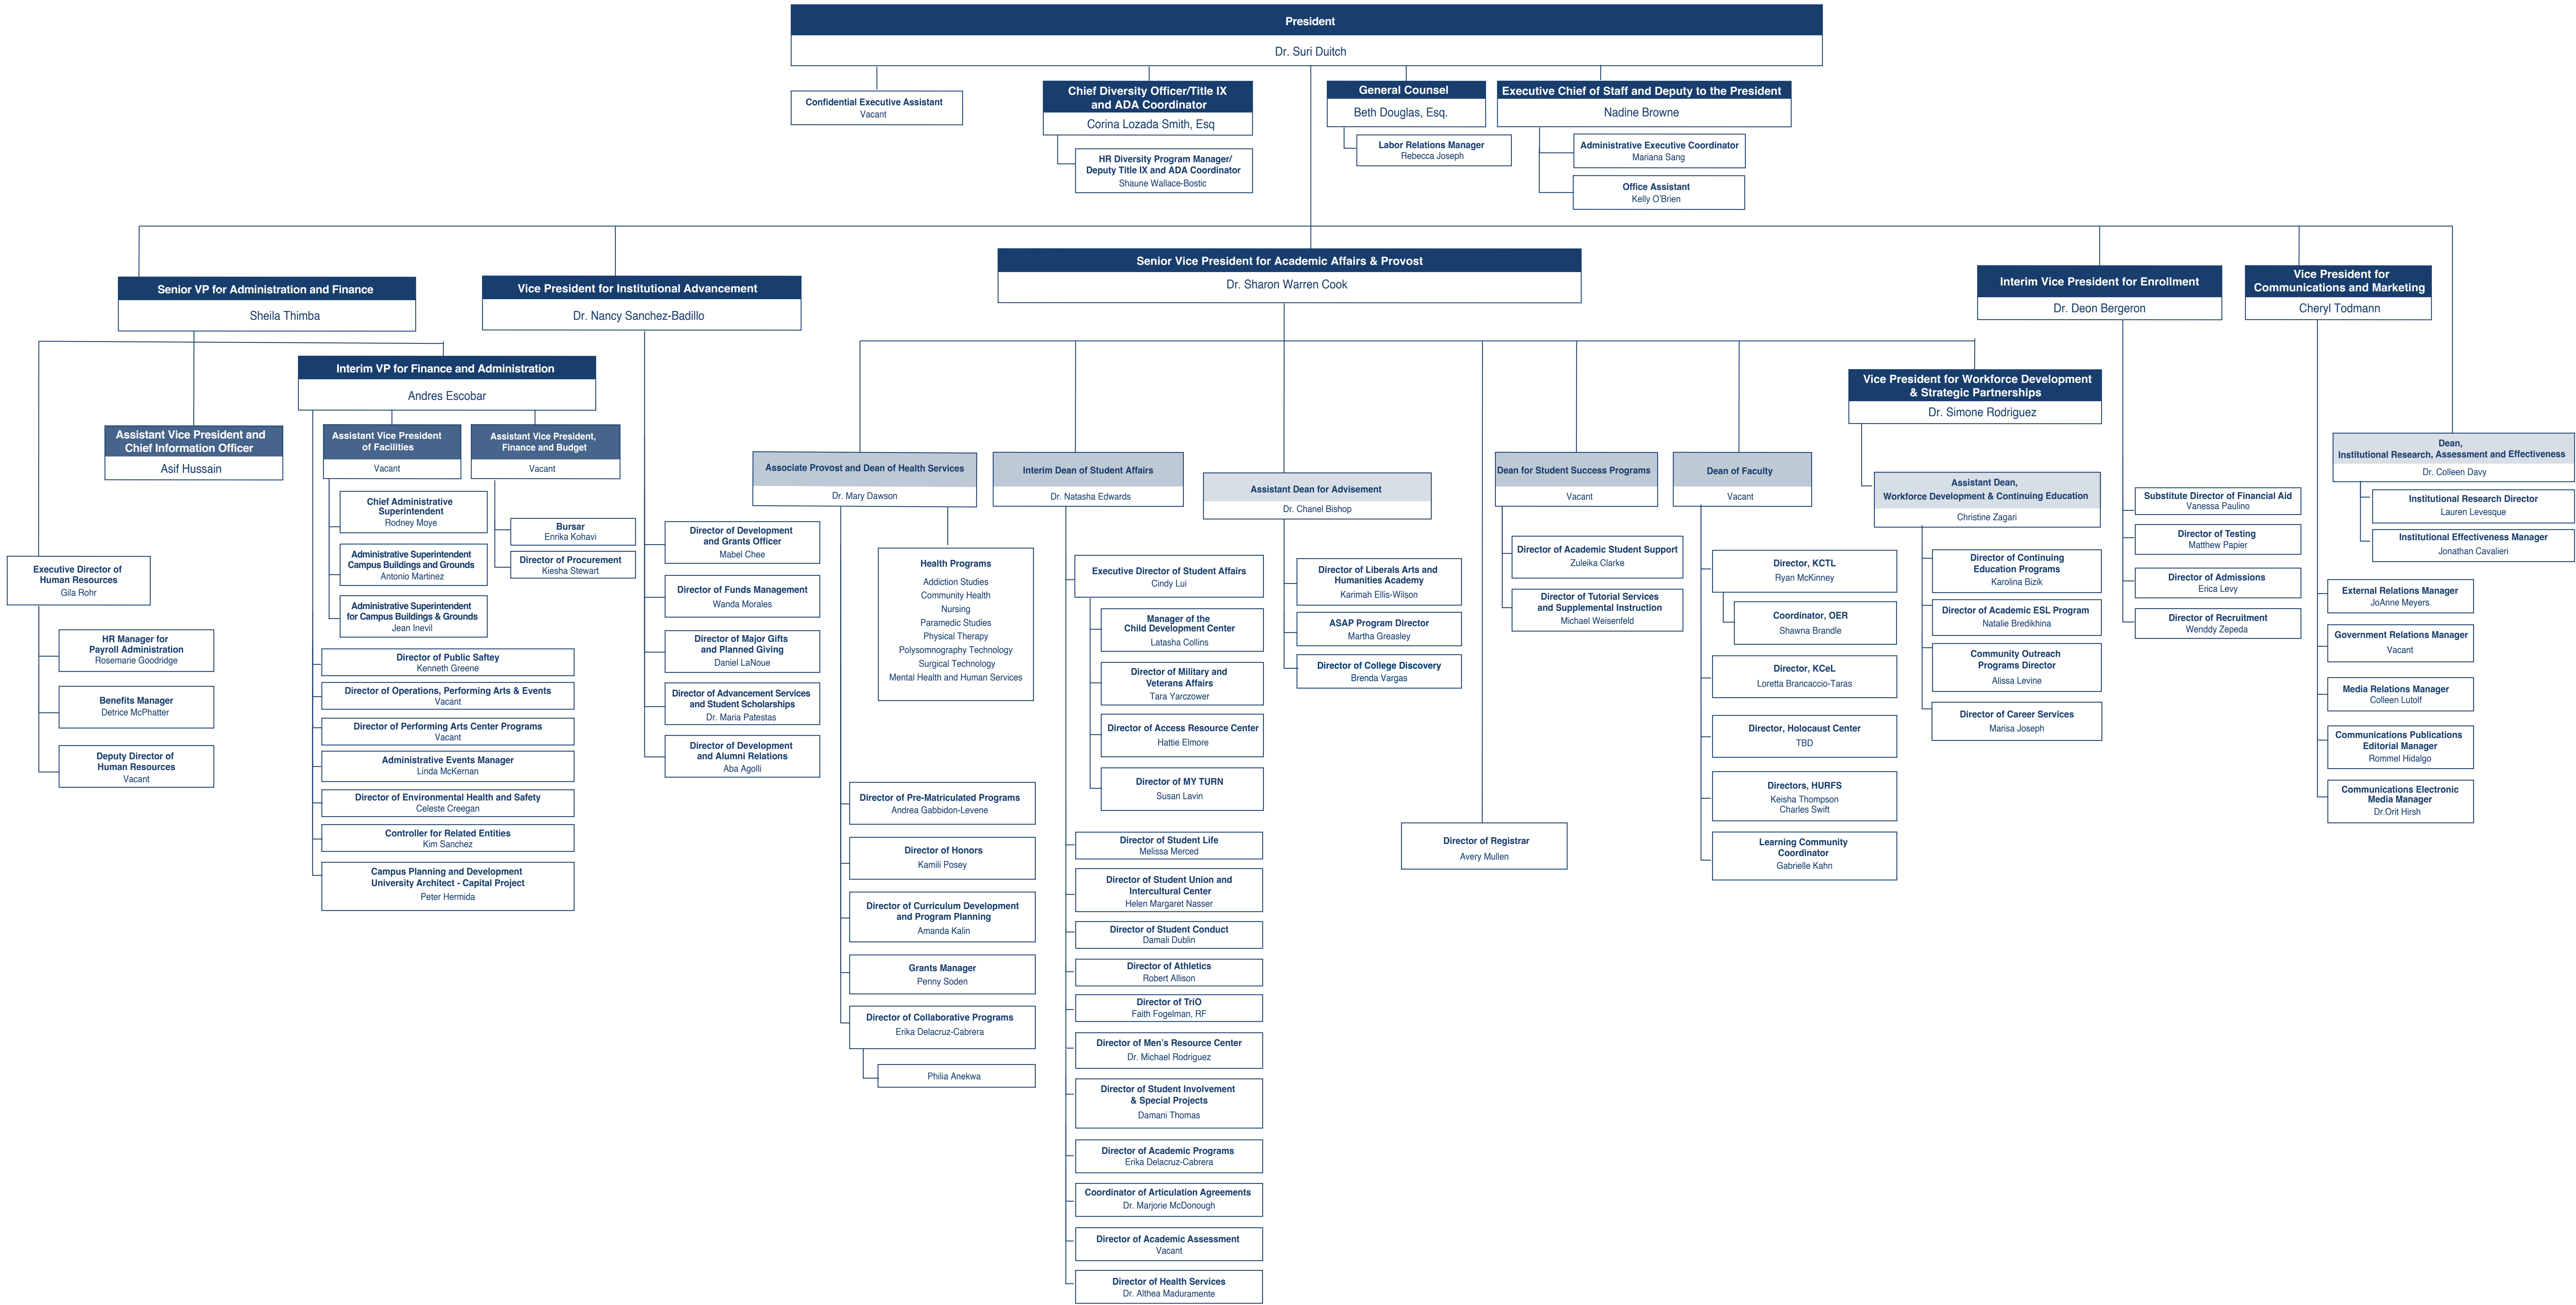 President
Dr. Suri Duitch
Confidential Executive Assistant
Vacant
Chief Diversity Officer/Title IX
and ADA Coordinator
Corina Lozada Smith, Esq
HR Diversity Program Manager/
Deputy Title IX and ADA Coordinator
Shaune Wallace-Bostic
General Counsel
Beth Douglas, Esq.
Labor Relations Manager
Rebecca Joseph
Executive Chief of Staff and Deputy to the President
Nadine Browne
Administrative Executive Coordinator
Mariana Sang
Office Assistant
Kelly O'Brien
Senior VP for Administration and Finance
Sheila Thimba
Executive Director of
Human Resources
Gila Rohr
HR Manager for
Payroll Administration
Rosemarie Goodridge
Benefits Manager
Detrice McPhatter
Deputy Director of
Human Resources
Vacant
Assistant Vice President and
Chief Information Officer
Asif Hussain
Interim VP for Finance and Administration
Andres Escobar
Assistant Vice President
of Facilities
Vacant
Chief Administrative
Superintendent
Rodney Moye
Administrative Superintendent
Campus Buildings and Grounds
Antonio Martinez
Administrative Superintendent
for Campus Buildings & Grounds
Jean Inevil
Assistant Vice President,
Finance and Budget
Vacant
Bursar
Enrika Kohavi
Director of Procurement
Kiesha Stewart
Director of Public Saftey
Kenneth Greene
Director of Operations, Performing Arts & Events
Vacant
Director of Performing Arts Center Programs
Vacant
Administrative Events Manager
Linda McKernan
Director of Environmental Health and Safety
Celeste Creegan
Controller for Related Entities
Kim Sanchez
Campus Planning and Development
University Architect - Capital Project
Peter Hermida
Vice President for Institutional Advancement
Dr. Nancy Sanchez-Badillo
Director of Development
and Grants Officer
Mabel Chee
Director of Funds Management
Wanda Morales
Director of Major Gifts
and Planned Giving
Daniel LaNoue
Director of Advancement Services
and Student Scholarships
Dr. Maria Patestas
Director of Development
and Alumni Relations
Aba Agolli
Senior Vice President for Academic Affairs & Provost
Dr. Sharon Warren Cook
Associate Provost and Dean of Health Services
Dr. Mary Dawson
Health Programs
Addiction Studies
Community Health
Nursing
Paramedic Studies
Physical Therapy
Polysomnography Technology
Surgical Technology
Mental Health and Human Services
Director of Pre-Matriculated Programs
Andrea Gabbidon-Levene
Director of Honors
Kamili Posey
Director of Curriculum Development
and Program Planning
Amanda Kalin
Grants Manager
Penny Soden
Director of Collaborative Programs
Erika Delacruz-Cabrera
Philia Anekwa
Interim Dean of Student Affairs
Dr. Natasha Edwards
Executive Director of Student Affairs
Cindy Lui
Manager of the
Child Development Center
Latasha Collins
Director of Military and
Veterans Affairs
Tara Yarczower
Director of Access Resource Center
Hattie Elmore
Director of MY TURN
Susan Lavin
Director of Student Life
Melissa Merced
Director of Student Union and
Intercultural Center
Helen Margaret Nasser
Director of Student Conduct
Damali Dublin
Director of Athletics
Robert Allison
Director of TriO
Faith Fogelman, RF
Director of Men's Resource Center
Dr. Michael Rodriguez
Director of Student Involvement
& Special Projects
Damani Thomas
Director of Academic Programs
Erika Delacruz-Cabrera
Coordinator of Articulation Agreements
Dr. Marjorie McDonough
Director of Academic Assessment
Vacant
Director of Health Services
Dr. Althea Maduramente
Assistant Dean for Advisement
Dr. Chanel Bishop
Director of Liberals Arts and
Humanities Academy
Karimah Ellis-Wilson
ASAP Program Director
Martha Greasley
Director of College Discovery
Brenda Vargas
Director of Registrar
Avery Mullen
Dean for Student Success Programs
Vacant
Director of Academic Student Support
Zuleika Clarke
Director of Tutorial Services
and Supplemental Instruction
Michael Weisenfeld
Dean of Faculty
Vacant
Director, KCTL
Ryan McKinney
Coordinator, OER
Shawna Brandle
Director, KCeL
Loretta Brancaccio-Taras
Director, Holocaust Center
TBD
Directors, HURFS
Keisha Thompson
Charles Swift
Learning Community
Coordinator
Gabrielle Kahn
Vice President for Workforce Development
& Strategic Partnerships
Dr. Simone Rodriguez
Assistant Dean,
Workforce Development & Continuing Education
Christine Zagari
Director of Continuing
Education Programs
Karolina Bizik
Director of Academic ESL Program
Natalie Bredikhina
Community Outreach
Programs Director
Alissa Levine
Director of Career Services
Marisa Joseph
Interim Vice President for Enrollment
Dr. Deon Bergeron
Substitute Director of Financial Aid
Vanessa Paulino
Director of Testing
Matthew Papier
Director of Admissions
Erica Levy
Director of Recruitment
Wenddy Zepeda
Vice President for
Communications and Marketing
Cheryl Todmann
External Relations Manager
JoAnne Meyers
Government Relations Manager
Vacant
Media Relations Manager
Colleen Lutolf
Communications Publications
Editorial Manager
Rommel Hidalgo
Communications Electronic
Media Manager
Dr.Orit Hirsh
Dean,
Institutional Research, Assessment and Effectiveness
Dr. Colleen Davy
Institutional Research Director
Lauren Levesque
Institutional Effectiveness Manager
Jonathan Cavalieri